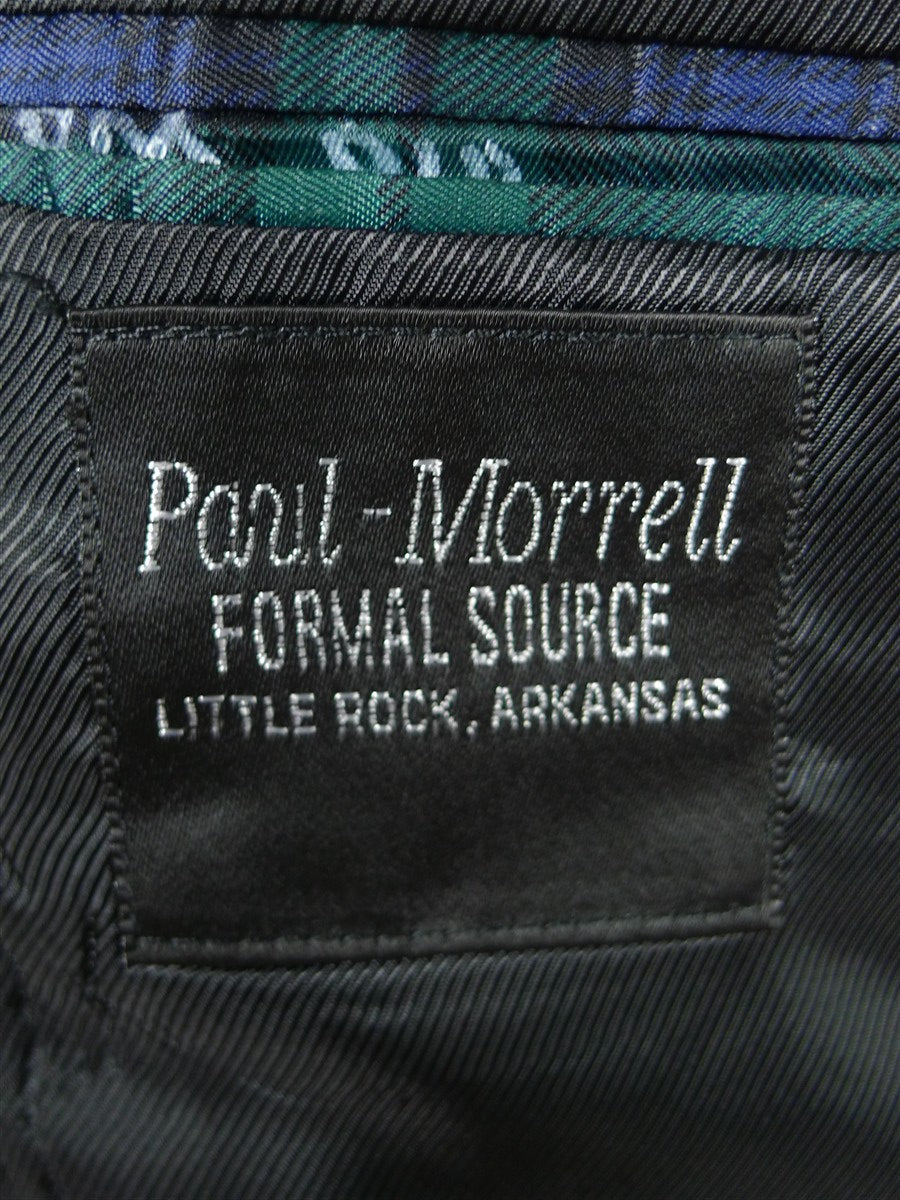 Paul-Morrell
FORMAL SOURCE
LITTLE ROCK, ARKANSAS